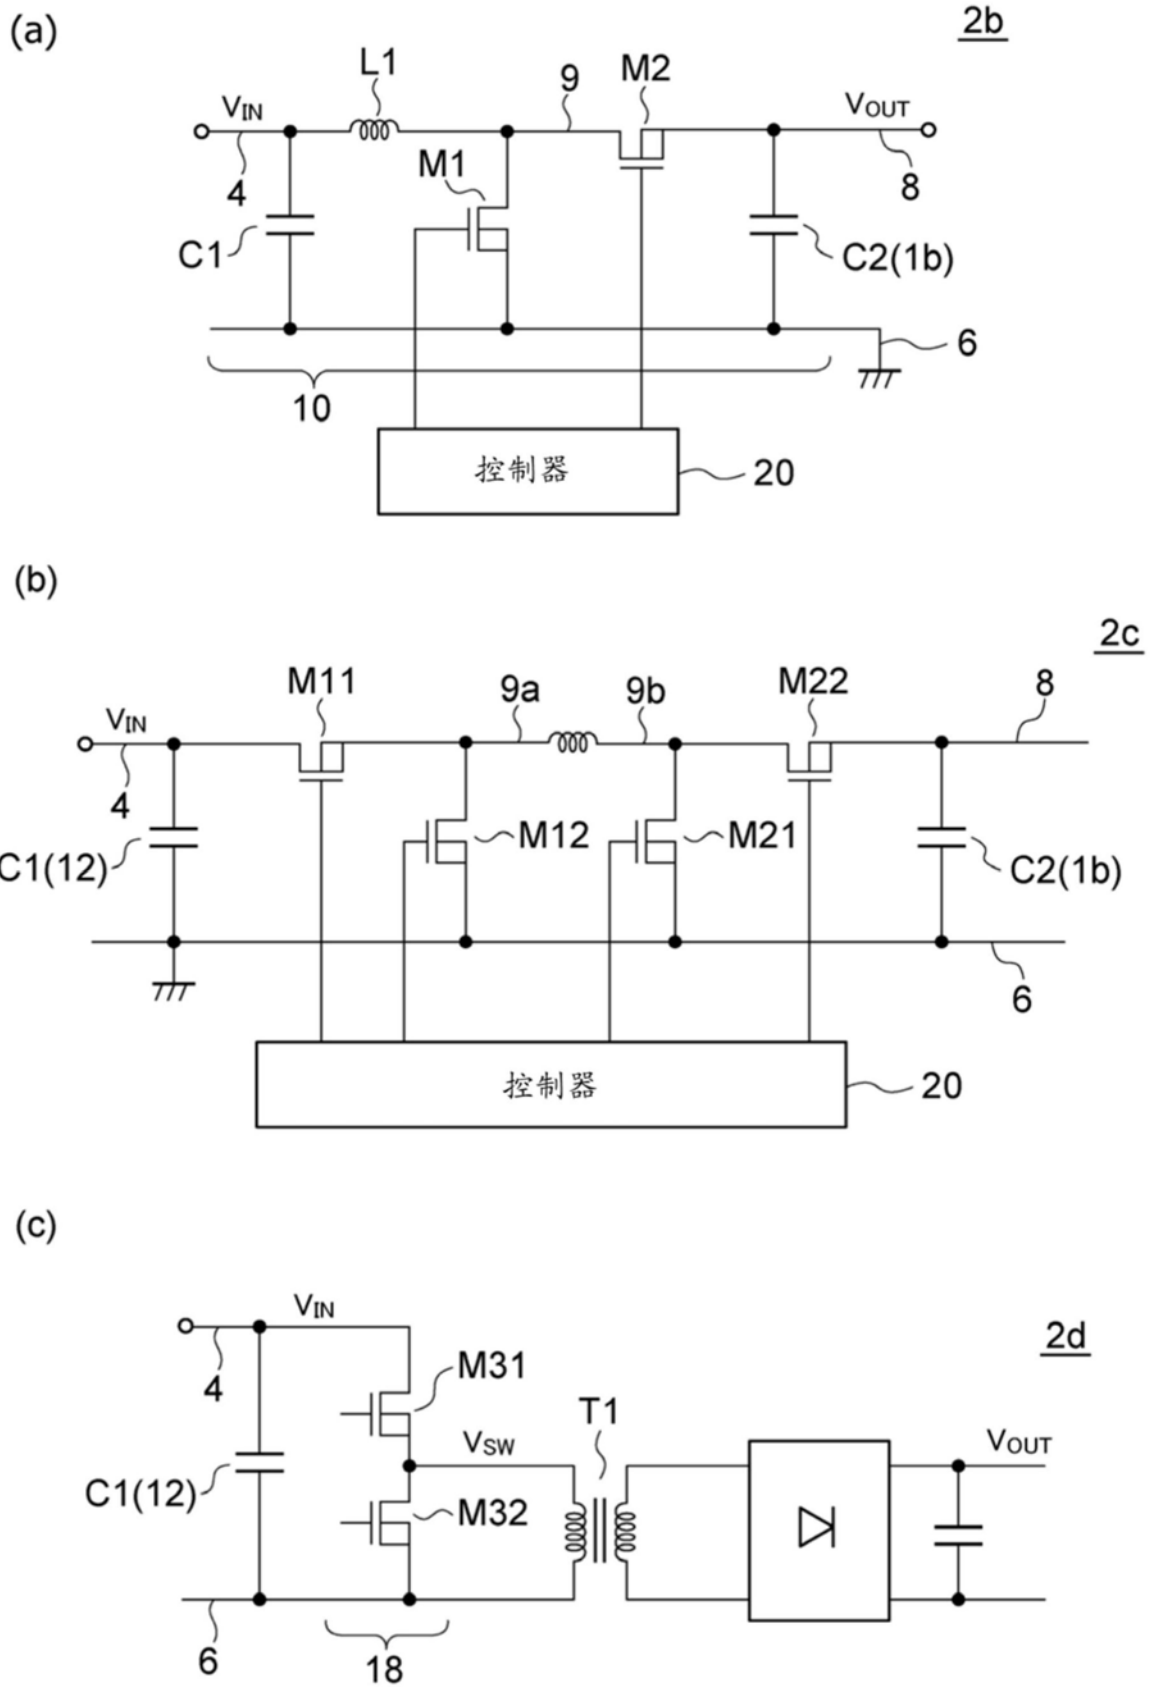 (a)
2b
L1
9
M2
VIN
VOUT
M1
4
8
C1
C2(1b)
6
10
控制器
20
(b)
2c
M11
9a
9b
M22
8
VIN
4
M12
M21
C1(12)
C2(1b)
6
控制器
20
(c)
VIN
2d
M31
4
T1
VSW
VOUT
C1(12)
M32
6
18